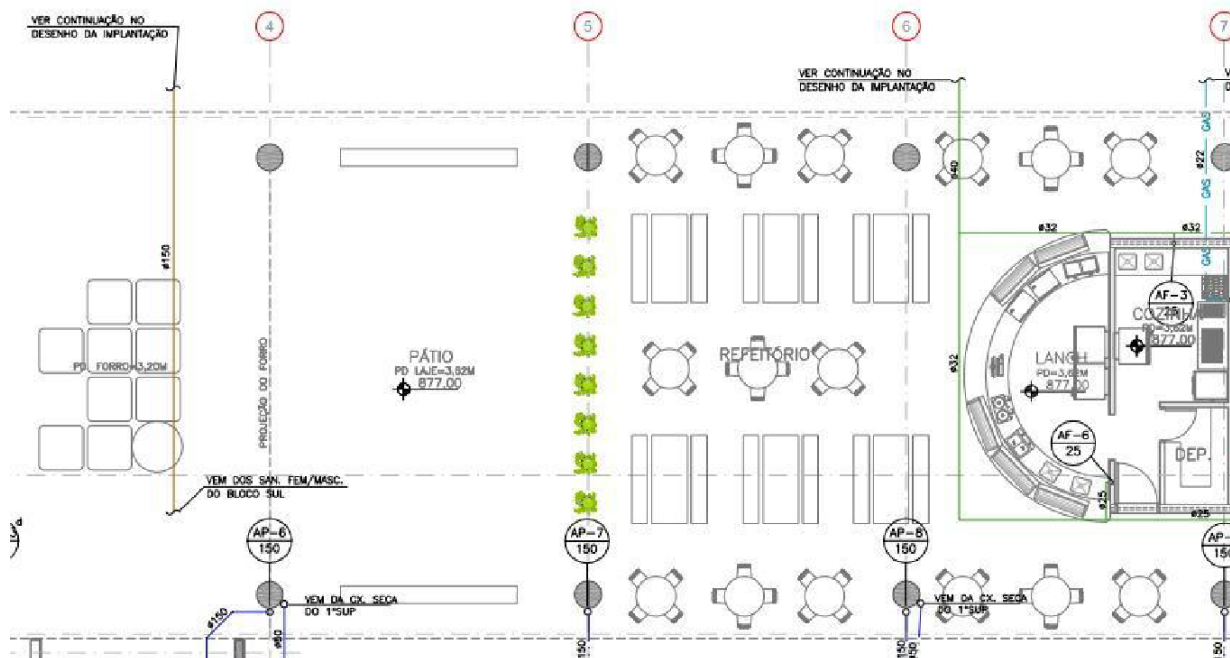 VER CONTINUAÇÃO NO
DESENHO DA IMPLANTAÇÃO
4
5
6
7
VER CONTINUAÇÃO NO
DESENHO DA IMPLANTAÇÃO
ø150
ø40
ø22
GAS
GAS
GAS
ø32
ø32
AF-3
25
COZINHA
PD=3,62M
877.00
PROJEÇÃO DO FORRO
PÁTIO
PD LAJE=3,62M
877.00
REFEITÓRIO
ø32
LANCH.
PD=3,62M
877.00
PD FORRO=3,20M
AF-6
25
DEP.
VEM DOS SAN. FEM/MASC.
DO BLOCO SUL
ø25
ø25
AP-6
150
AP-7
150
AP-8
150
VEM DA CX. SECA
DO 1°SUP
VEM DA CX. SECA
DO 1°SUP
ø150
ø50
150
150
ø50
150